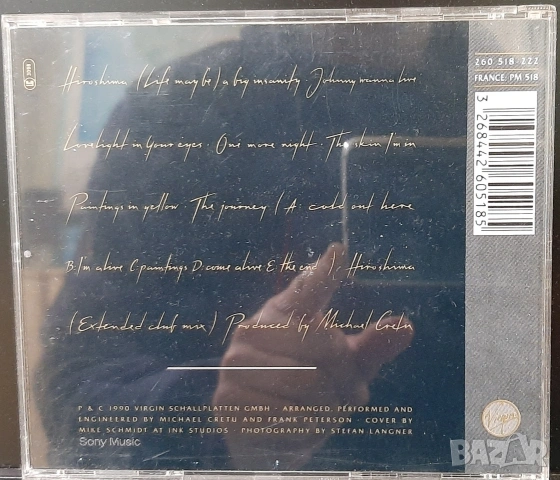 Hiroshima (Life may be) a big insanity Johnny wanna live
Lovelight in your eyes · One more night · The skin I'm in
Paintings in yellow The journey (A: cold out here
B: I'm alive C: paintings D: come alive E: the end ), Hiroshima
(Extended club mix) Produced by Michael Cretu
P & C 1990 VIRGIN SCHALLPLATTEN GMBH · ARRANGED, PERFORMED AND
ENGINEERED BY MICHAEL CRETU AND FRANK PETERSON · COVER BY
MIKE SCHMIDT AT INK STUDIOS · PHOTOGRAPHY BY STEFAN LANGNER
Sony Music
260 518 222
FRANCE: PM 518
3 268442 605185
Virgin
BAZAR